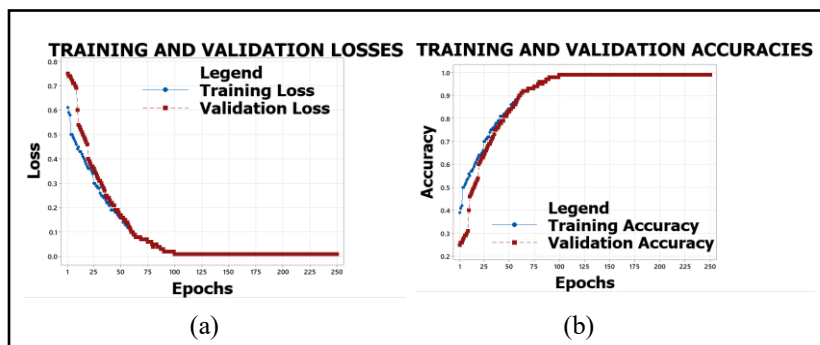 TRAINING AND VALIDATION LOSSES
0.8
0.7
0.6
0.5
0.4
0.3
0.2
0.1
0.0
Loss
Legend
Training Loss
Validation Loss
1 25 50 75 100 125 150 175 200 225 250
Epochs
(a)
TRAINING AND VALIDATION ACCURACIES
1.0
0.9
0.8
0.7
0.6
0.5
0.4
0.3
0.2
Accuracy
Legend
Training Accuracy
Validation Accuracy
1 25 50 75 100 125 150 175 200 225 250
Epochs
(b)